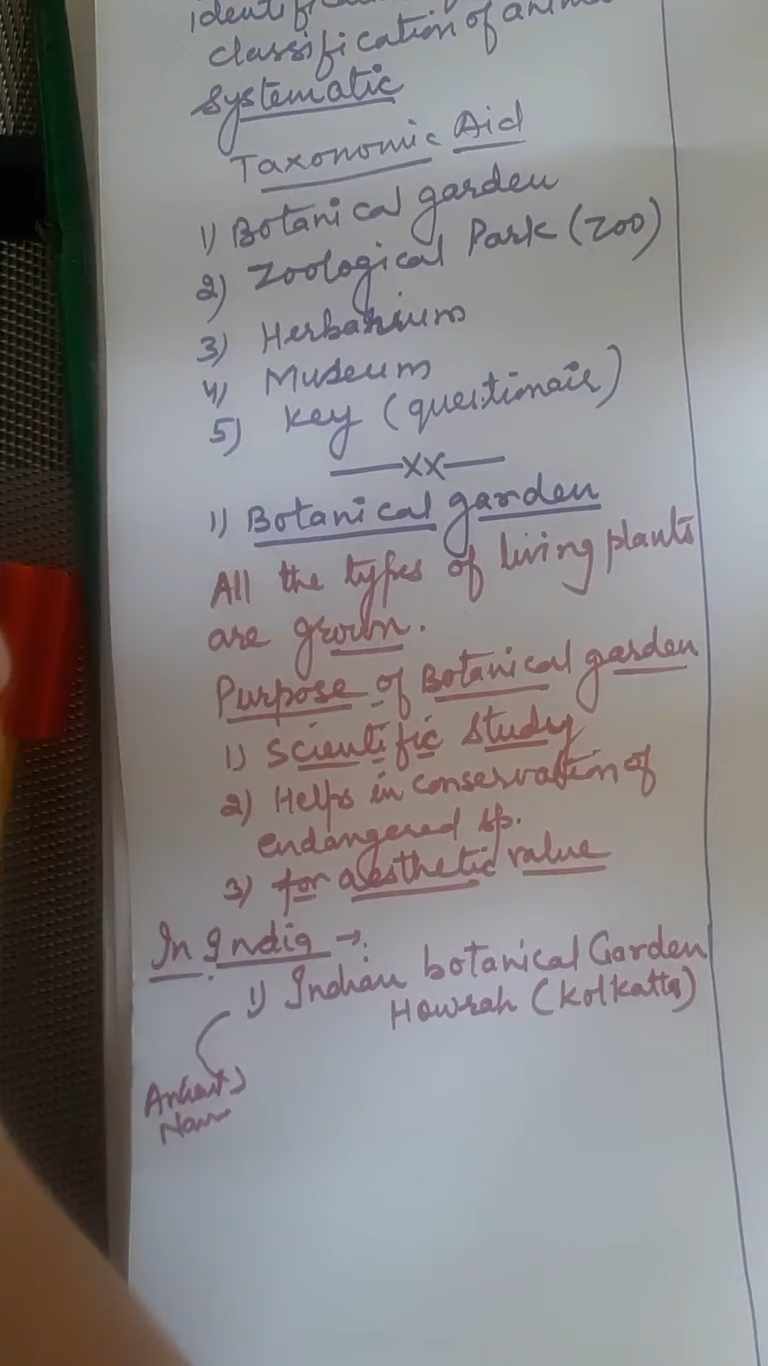 classification of
systematic
Taxonomic Aid
1) Botanical garden
2) Zoological Park (Zoo)
3) Herbarium
4) Museum
5) Key (questionair)
—xx—
1) Botanical garden
All the types of living plants
are grown.
Purpose of Botanical garden
1) Scientific Study
2) Helps in conservation of
endangered sp.
3) for aesthetic value
In India →:
1) Indian botanical Garden
Howrah (Kolkatta)